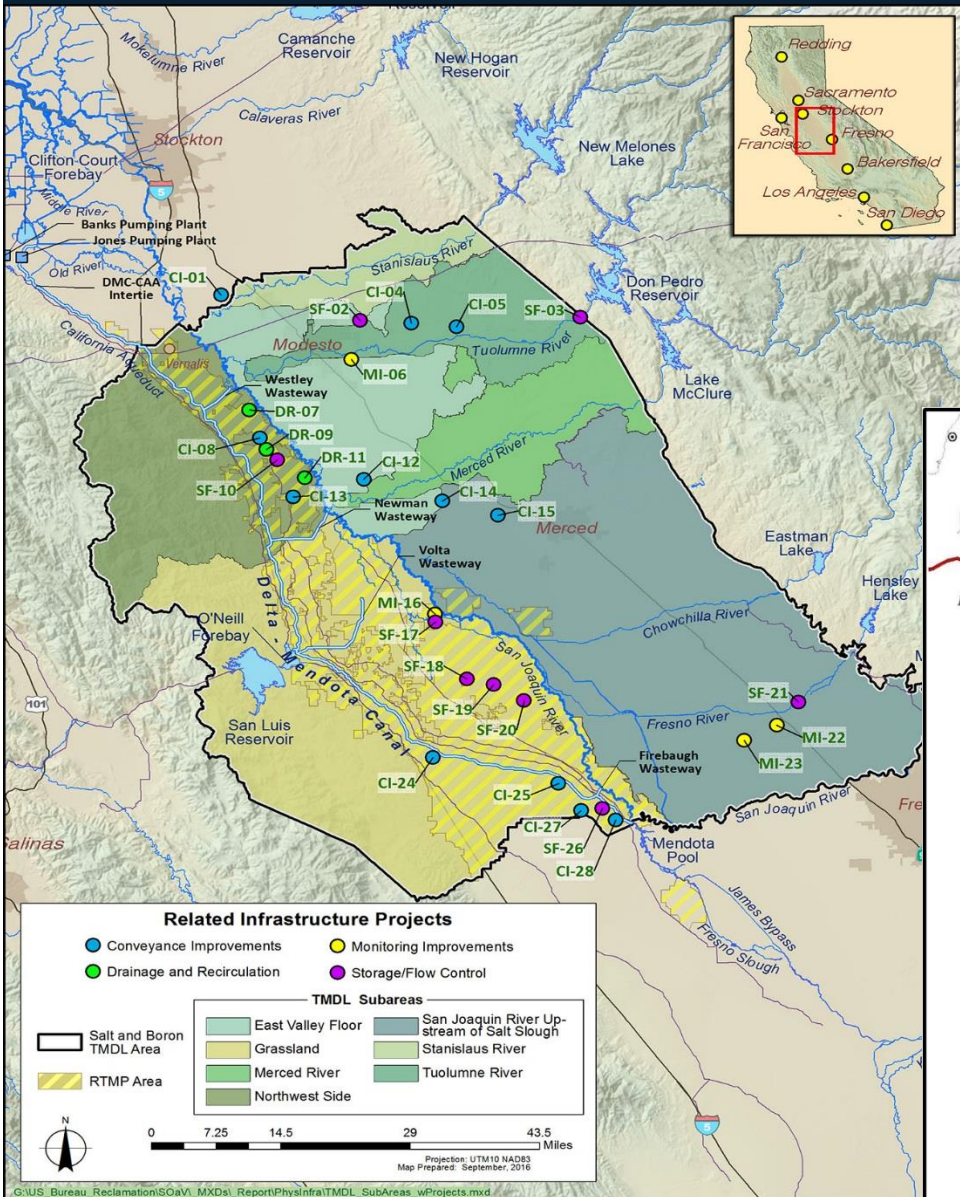 Camanche
Reservoir
Mokelumne River
New Hogan
Reservoir
Calaveras River
Stockton
New Melones
Lake
Clifton Court
Forebay
5
Middle River
Banks Pumping Plant
Jones Pumping Plant
Old River
DMC-CAA
Intertie
California Aqueduct
Redding
Sacramento
Stockton
San
Francisco
Fresno
Bakersfield
Los Angeles
San Diego
Stanislaus River
Don Pedro
Reservoir
CI-01
SF-02
CI-04
CI-05
SF-03
Modesto
Tuolumne River
MI-06
Vernalis
Westley
Wasteway
Lake
McClure
DR-07
CI-08
DR-09
SF-10
DR-11
CI-12
Merced River
CI-13
CI-14
CI-15
Newman
Wasteway
Merced
Volta
Wasteway
Eastman
Lake
Hensley
Lake
O'Neill
Forebay
Delta - Mendota Canal
MI-16
SF-17
San Joaquin River
Chowchilla River
SF-18
SF-19
SF-20
SF-21
Fresno River
MI-22
MI-23
101
San Luis
Reservoir
Firebaugh
Wasteway
CI-24
CI-25
San Joaquin River
Fre
CI-27
SF-26
CI-28
Mendota
Pool
alinas
James Bypass
Fresno Slough
5
Related Infrastructure Projects
Conveyance Improvements
Monitoring Improvements
Drainage and Recirculation
Storage/Flow Control
Salt and Boron
TMDL Area
RTMP Area
TMDL Subareas
East Valley Floor
San Joaquin River Up-
stream of Salt Slough
Grassland
Stanislaus River
Merced River
Tuolumne River
Northwest Side
N
0 7.25 14.5 29 43.5
Miles
Projection: UTM10 NAD83
Map Prepared: September, 2016
G:\US_Bureau_Reclamation\SOaV\_MXDs\_Report\PhysInfra\TMDL_SubAreas_wProjects.mxd